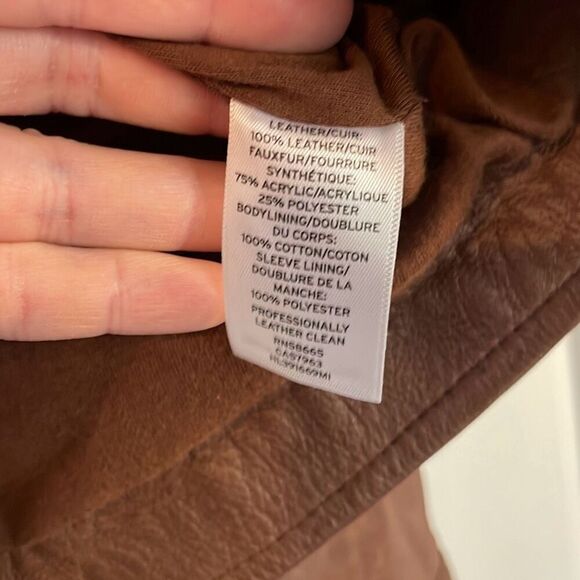 LEATHER/CUIR:
100% LEATHER/CUIR
FAUXFUR/FOURRURE
SYNTHÉTIQUE:
75% ACRYLIC/ACRYLIQUE
25% POLYESTER
BODYLINING/DOUBLURE
DU CORPS:
100% COTTON/COTON
SLEEVE LINING/
DOUBLURE DE LA
MANCHE:
100% POLYESTER
PROFESSIONALLY
LEATHER CLEAN
RN58665
CA57963
HL391669MI